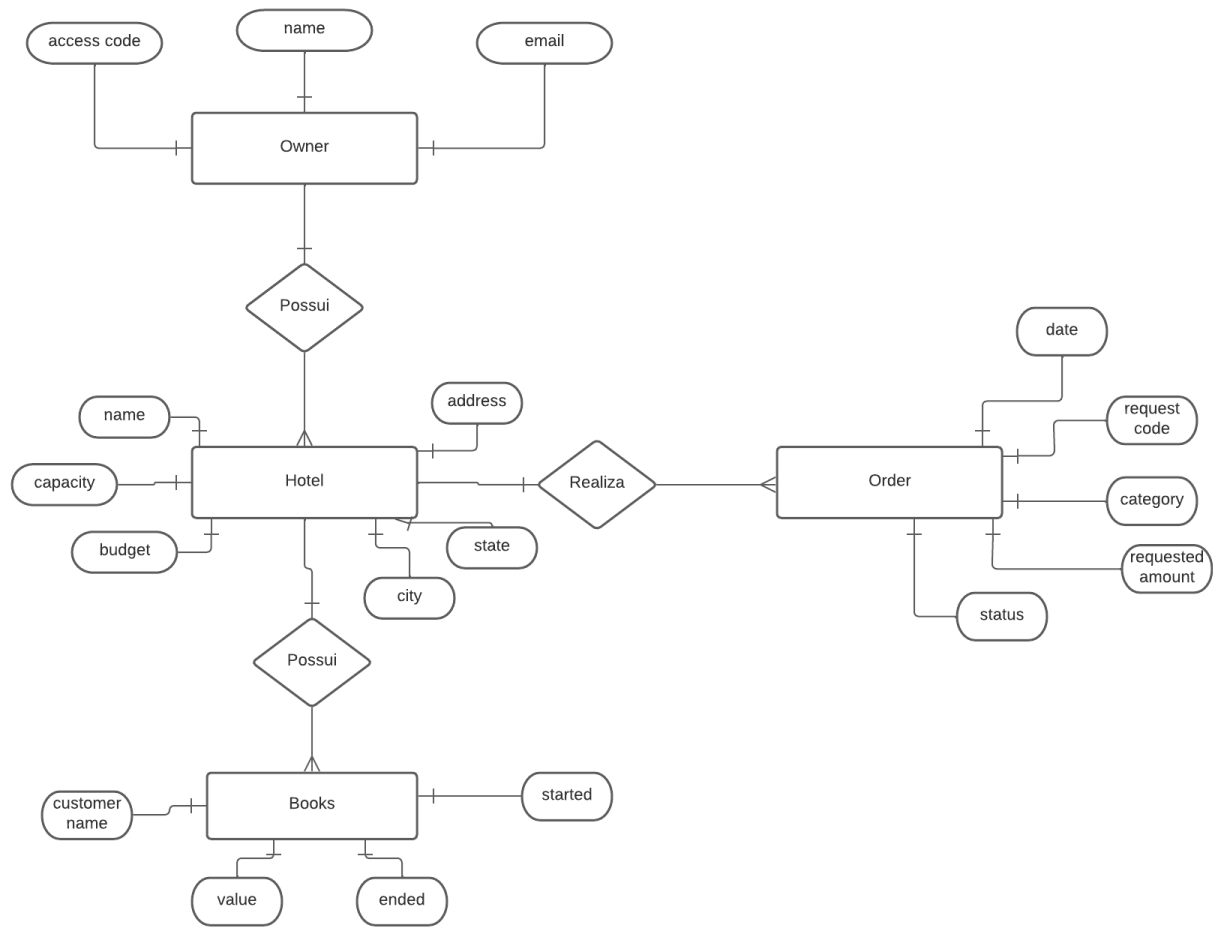 name
access code
email
Owner
Possui
date
address
name
request
code
Hotel
Realiza
Order
capacity
category
budget
state
requested
amount
city
status
Possui
customer
name
Books
started
value
ended